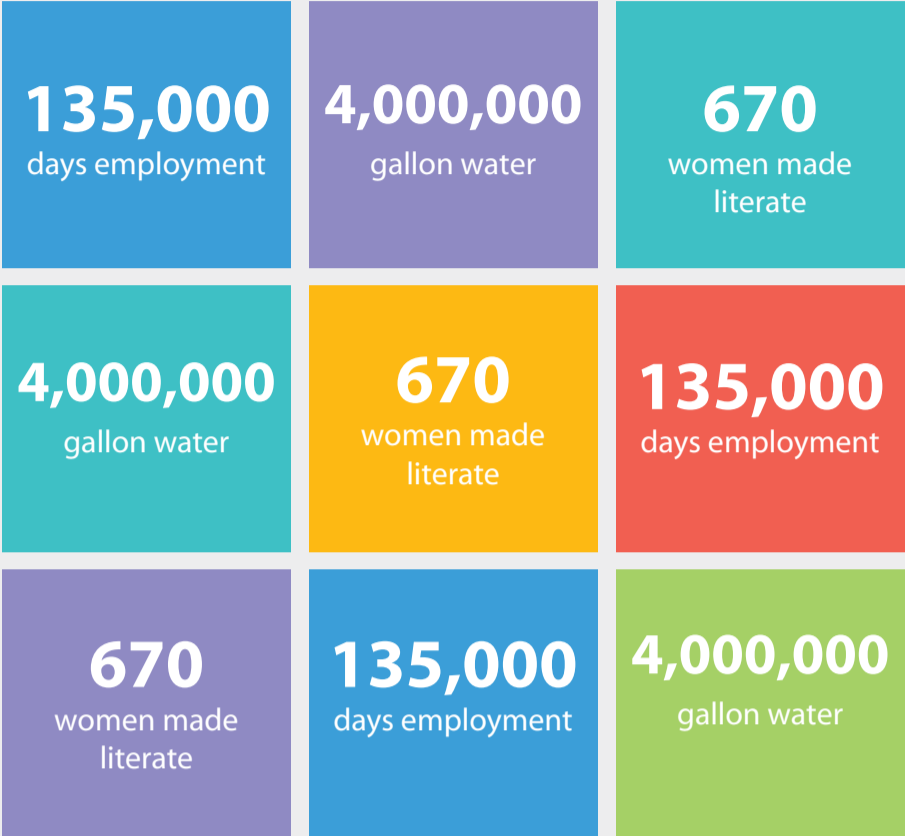 135,000
days employment
4,000,000
gallon water
670
women made
literate
4,000,000
gallon water
670
women made
literate
135,000
days employment
670
women made
literate
135,000
days employment
4,000,000
gallon water